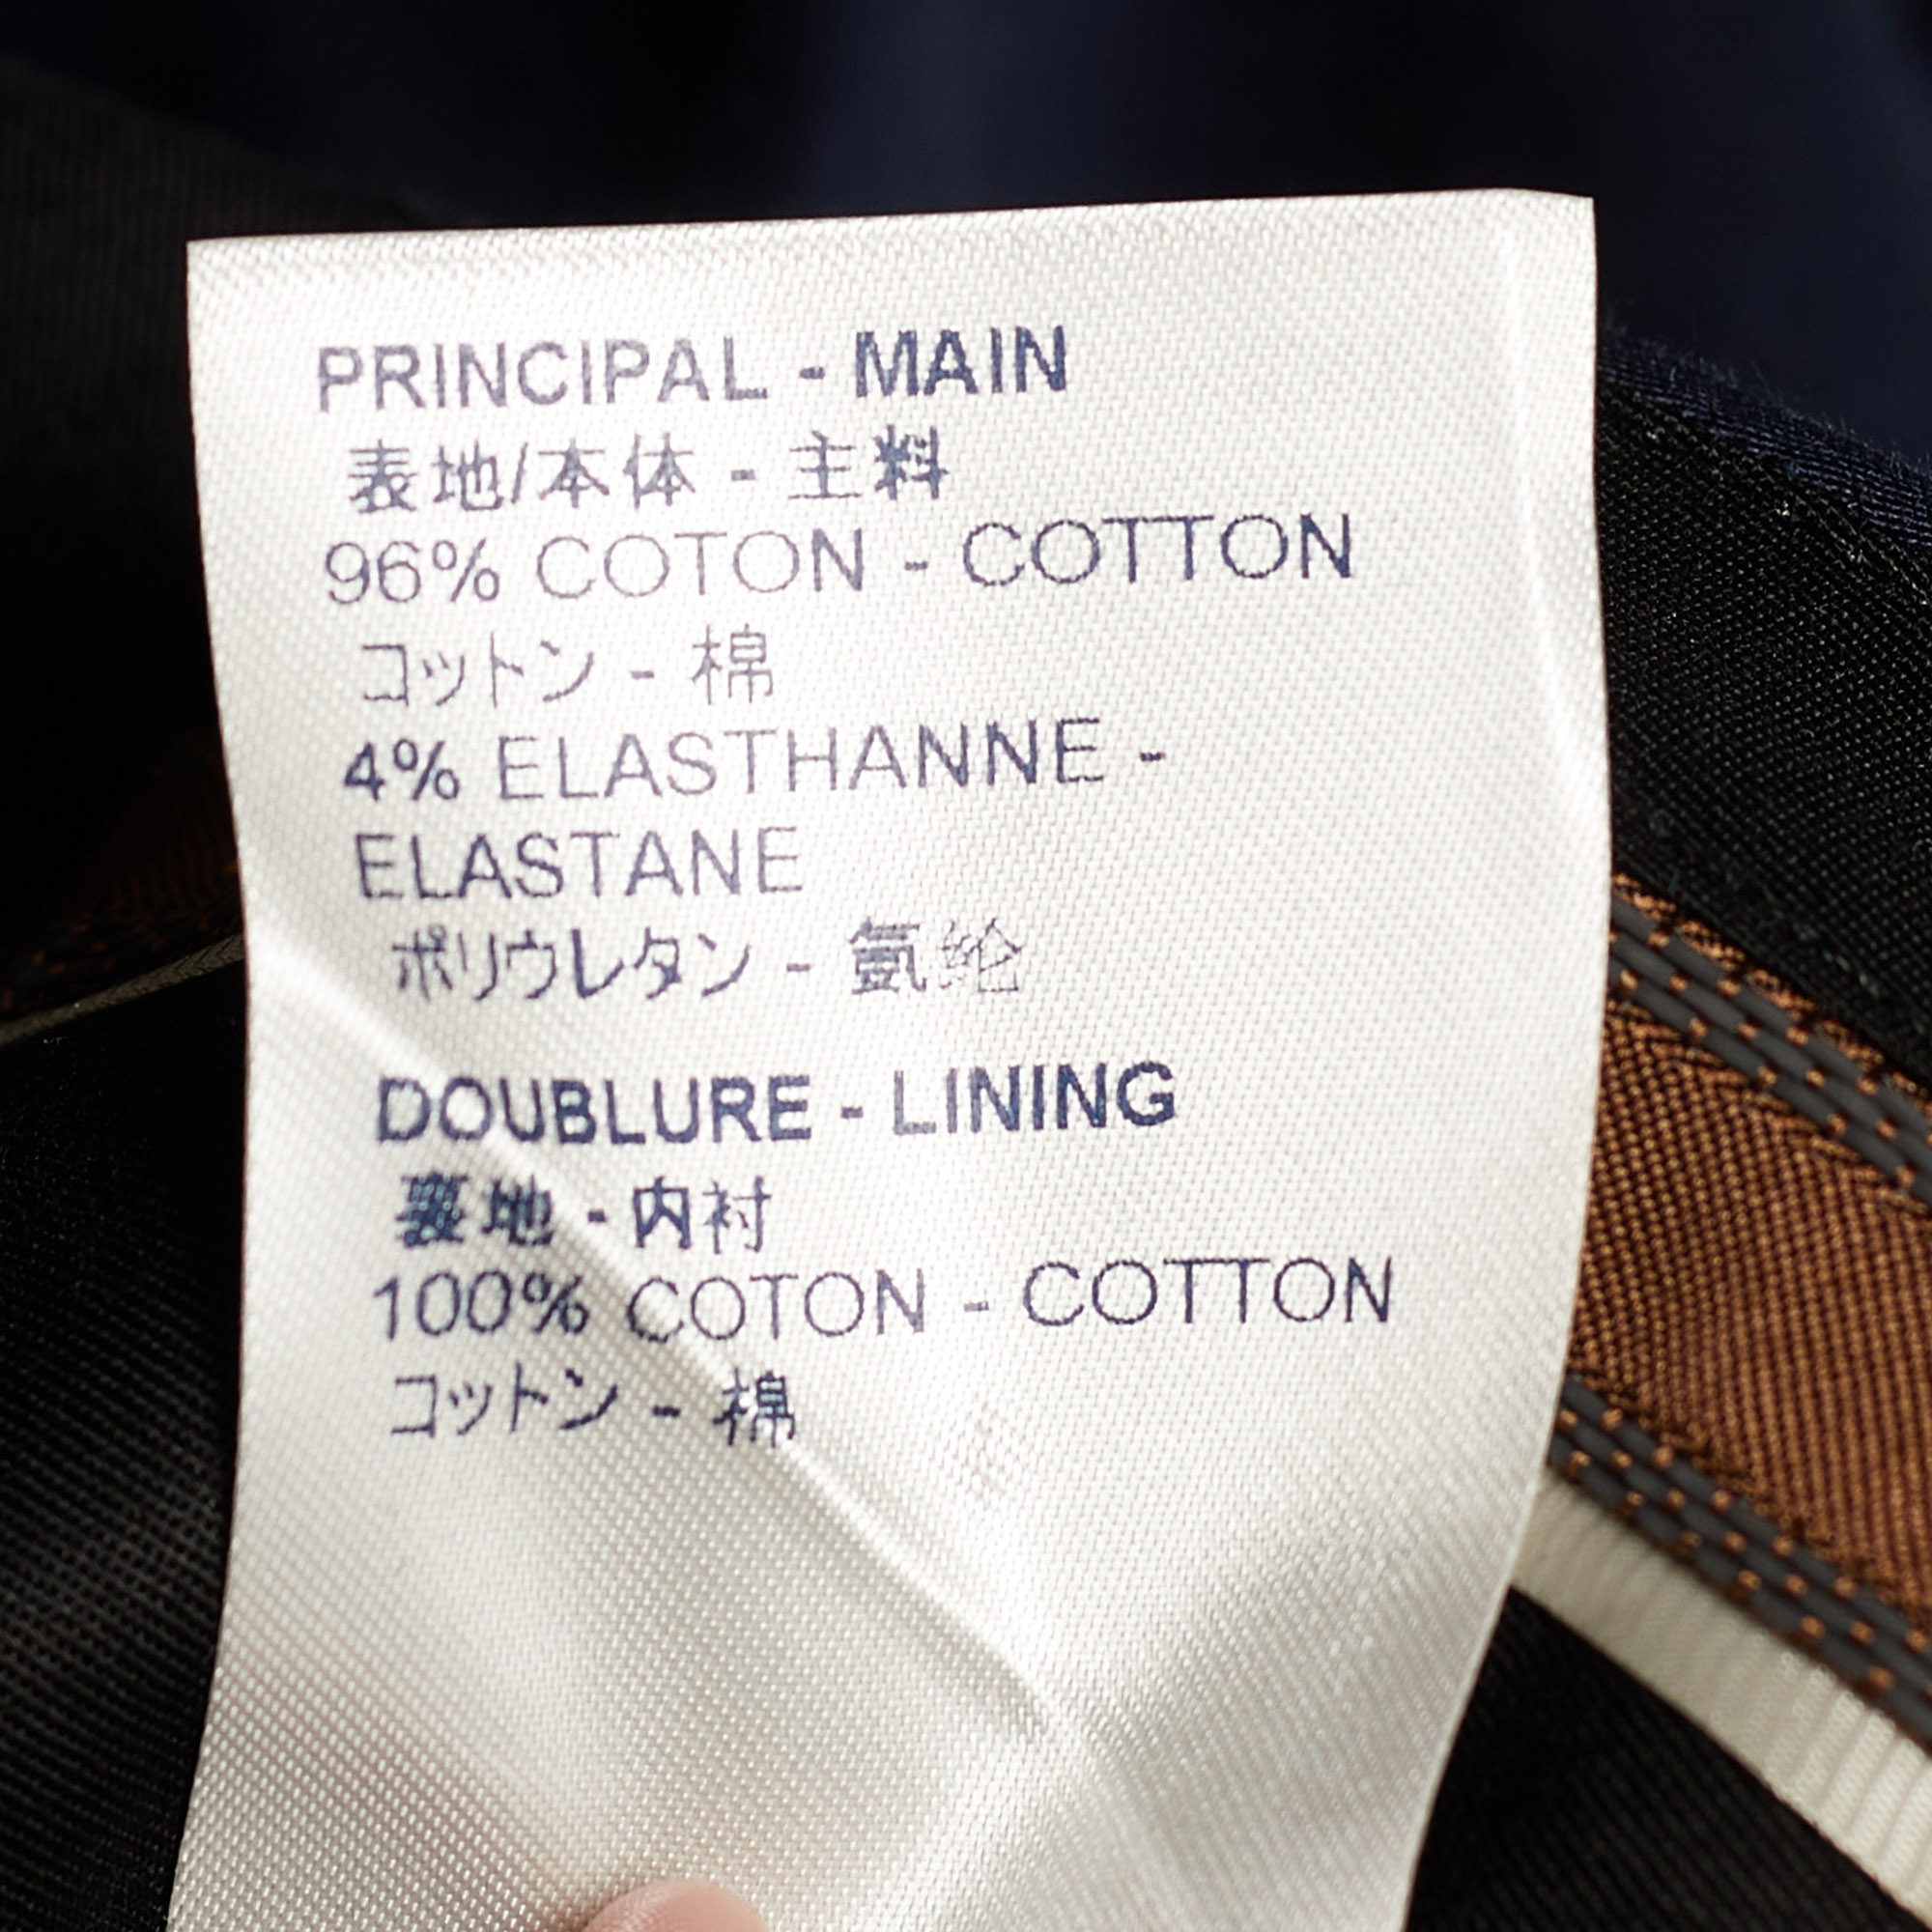 PRINCIPAL - MAIN
表地/本体 - 主料
96% COTON - COTTON
コットン - 棉
4% ELASTHANNE -
ELASTANE
ポリウレタン - 氨纶
DOUBLURE - LINING
裏地 - 内衬
100% COTON - COTTON
コットン - 棉